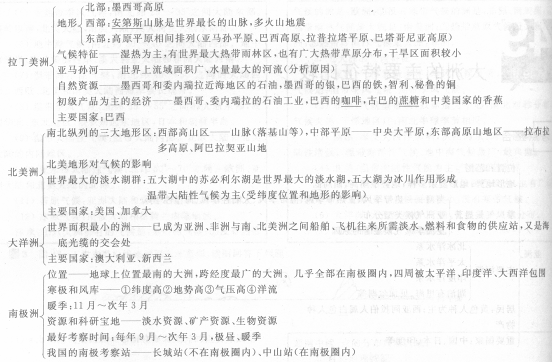 北部:墨西哥高原
地形 西部:安第斯山脉是世界最长的山脉,多火山地震
东部:高原平原相间排列(亚马孙平原、巴西高原、拉普拉塔平原、巴塔哥尼亚高原)
气候特征——湿热为主,有世界最大热带雨林区,也有广大热带草原分布,干旱区面积较小
拉丁美洲
亚马孙河——世界上流域面积广、水量最大的河流(分析原因)
自然资源——墨西哥和委内瑞拉近海地区的石油,墨西哥的银、巴西的铁,智利、秘鲁的铜
初级产品为主的经济——墨西哥、委内瑞拉的石油工业,巴西的咖啡,古巴的蔗糖和中美国家的香蕉
主要国家:巴西
南北纵列的三大地形区:西部高山区——山脉(落基山等),中部平原——中央大平原,东部高原山地区——拉布拉
多高原、阿巴拉契亚山地
北美地形对气候的影响
北美洲
世界最大的淡水湖群:五大湖中的苏必利尔湖是世界最大的淡水湖,五大湖为冰川作用形成
温带大陆性气候为主(受纬度位置和地形的影响)
主要国家:美国、加拿大
世界面积最小的洲——已成为亚洲、非洲与南、北美洲之间船舶、飞机往来所需淡水、燃料和食物的供应站,又是海
大洋洲
底光缆的交会处
主要国家:澳大利亚、新西兰
位置——地球上位置最南的大洲,跨经度最广的大洲。几乎全部在南极圈内,四周被太平洋、印度洋、大西洋包围
寒极和风库——①纬度高②地势高③气压高④洋流
暖季:11月～次年3月
南极洲
资源和科研宝地——淡水资源、矿产资源、生物资源
最好考察时间:每年9月～次年3月,极昼、暖季
我国的南极考察站——长城站(不在南极圈内)、中山站(在南极圈内)